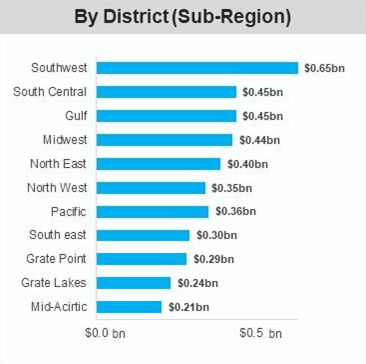 By District (Sub-Region)
Southwest $0.65bn
South Central $0.45bn
Gulf $0.45bn
Midwest $0.44bn
North East $0.40bn
North West $0.35bn
Pacific $0.36bn
South east $0.30bn
Grate Point $0.29bn
Grate Lakes $0.24bn
Mid-Acirtic $0.21bn
$0.0 bn $0.5 bn